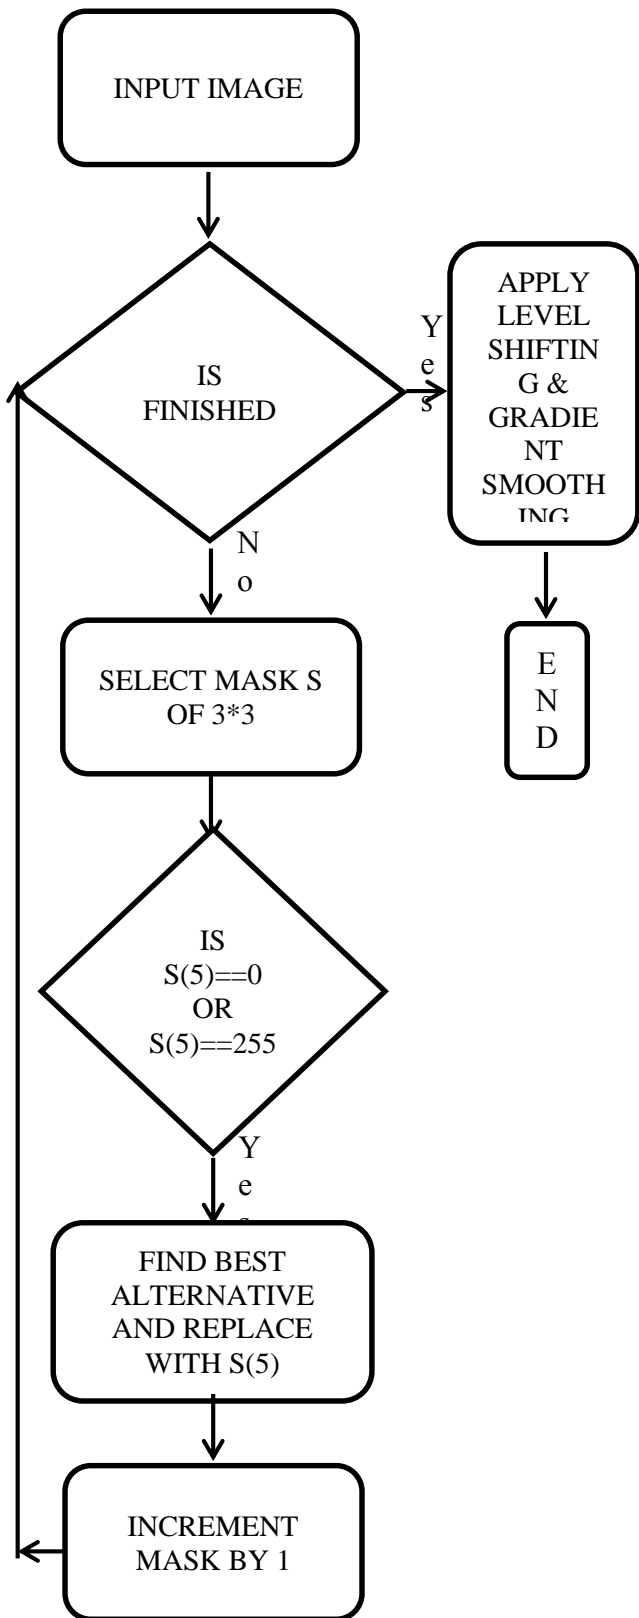 INPUT IMAGE
IS
FINISHED
Y
e
s
APPLY
LEVEL
SHIFTIN
G &
GRADIE
NT
SMOOTH
ING
N
o
E
N
D
SELECT MASK S
OF 3*3
IS
S(5)==0
OR
S(5)==255
Y
e
s
FIND BEST
ALTERNATIVE
AND REPLACE
WITH S(5)
INCREMENT
MASK BY 1